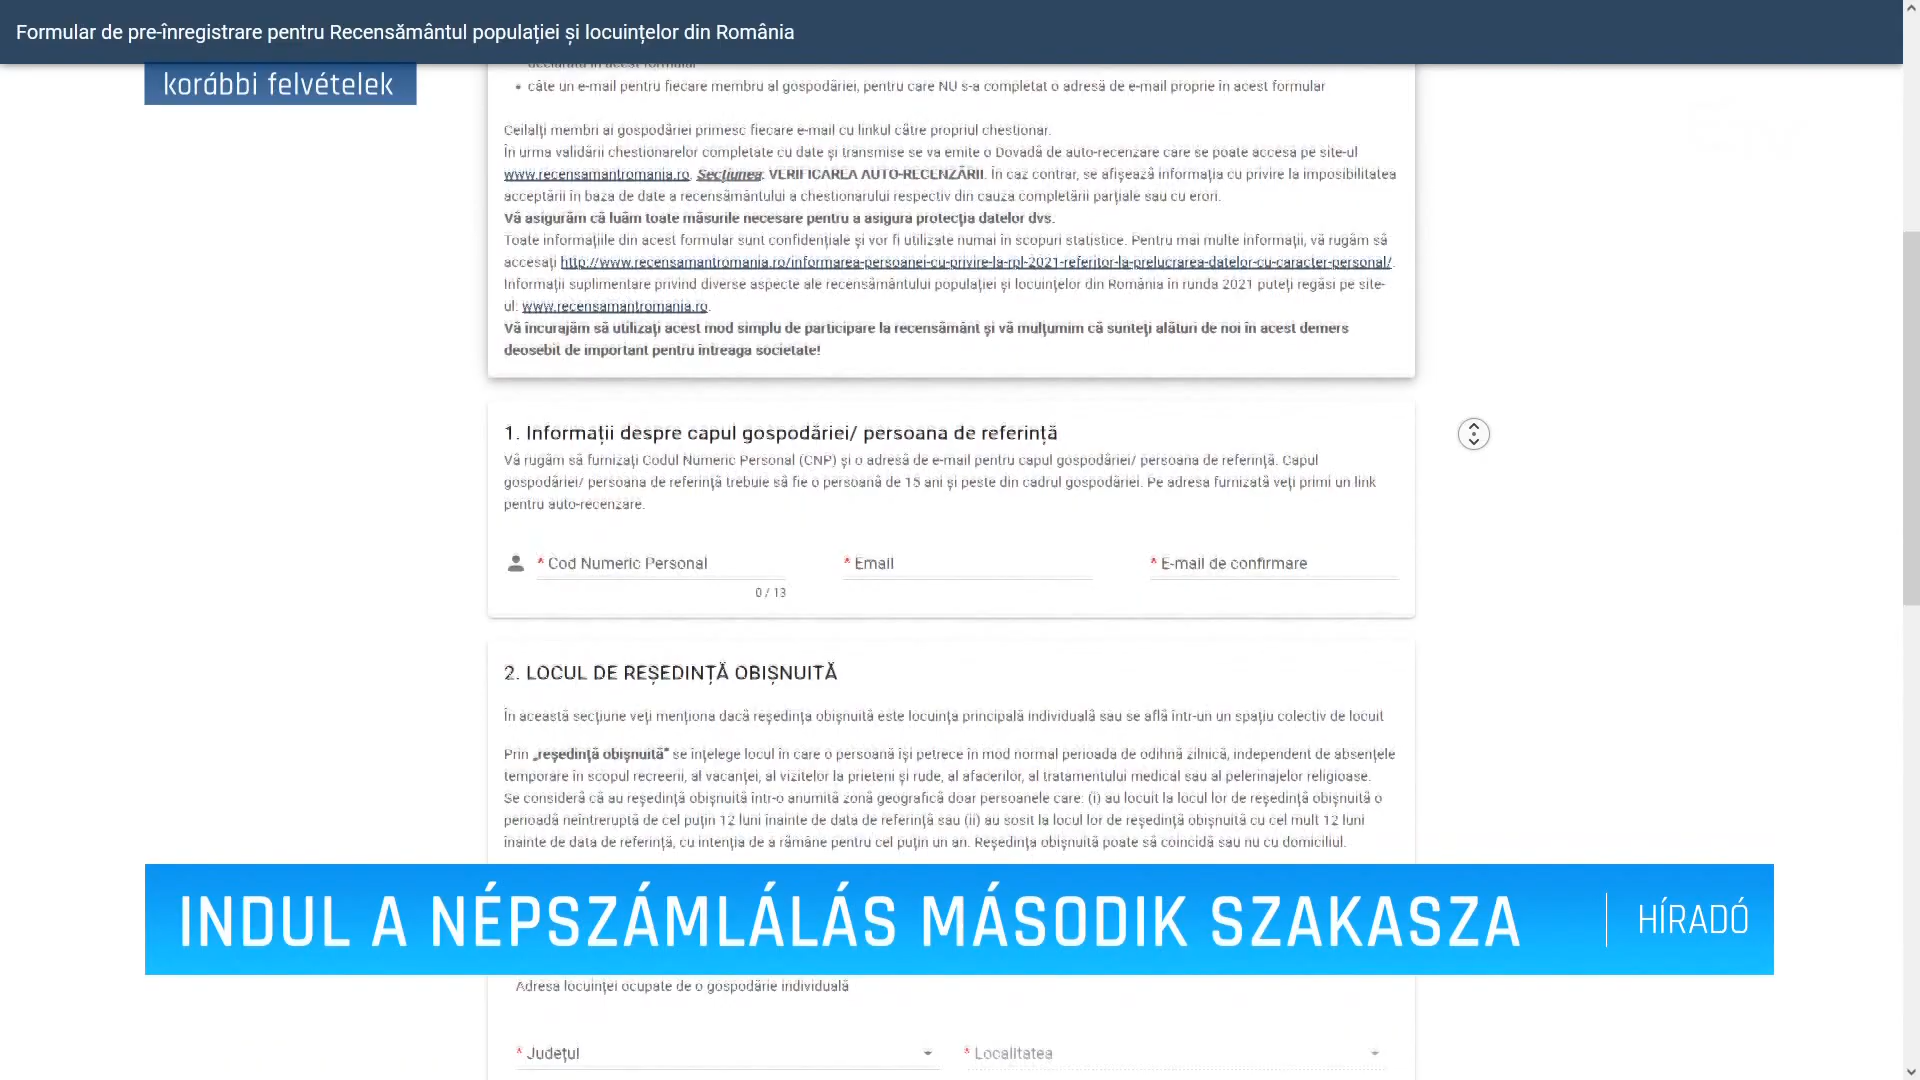 Formular de pre-înregistrare pentru Recensământul populației și locuințelor din România
korábbi felvételek
declarată în acest formular
• câte un e-mail pentru fiecare membru al gospodăriei, pentru care NU s-a completat o adresă de e-mail proprie în acest formular
Ceilalți membri ai gospodăriei primesc fiecare e-mail cu linkul către propriul chestionar.
În urma validării chestionarelor completate cu date și transmise se va emite o Dovadă de auto-recenzare care se poate accesa pe site-ul
www.recensamantromania.ro. Secțiunea: VERIFICAREA AUTO-RECENZĂRII. În caz contrar, se afișează informația cu privire la imposibilitatea
acceptării în baza de date a recensământului a chestionarului respectiv din cauza completării parțiale sau cu erori.
Vă asigurăm că luăm toate măsurile necesare pentru a asigura protecția datelor dvs.
Toate informațiile din acest formular sunt confidențiale și vor fi utilizate numai în scopuri statistice. Pentru mai multe informații, vă rugăm să
accesați http://www.recensamantromania.ro/informarea-persoanei-cu-privire-la-rpl-2021-referitor-la-prelucrarea-datelor-cu-caracter-personal/.
Informații suplimentare privind diverse aspecte ale recensământului populației și locuințelor din România în runda 2021 puteți regăsi pe site-
ul: www.recensamantromania.ro.
Vă încurajăm să utilizați acest mod simplu de participare la recensământ și vă mulțumim că sunteți alături de noi în acest demers
deosebit de important pentru întreaga societate!
1. Informații despre capul gospodăriei/ persoana de referință
Vă rugăm să furnizați Codul Numeric Personal (CNP) și o adresă de e-mail pentru capul gospodăriei/ persoana de referință. Capul
gospodăriei/ persoana de referință trebuie să fie o persoană de 15 ani și peste din cadrul gospodăriei. Pe adresa furnizată veți primi un link
pentru auto-recenzare.
* Cod Numeric Personal
* Email
* E-mail de confirmare
0 / 13
2. LOCUL DE REȘEDINȚĂ OBIȘNUITĂ
În această secțiune veți menționa dacă reședința obișnuită este locuința principală individuală sau se află într-un un spațiu colectiv de locuit
Prin „reședință obișnuită" se înțelege locul în care o persoană își petrece în mod normal perioada de odihnă zilnică, independent de absențele
temporare în scopul recreerii, al vacanței, al vizitelor la prieteni și rude, al afacerilor, al tratamentului medical sau al pelerinajelor religioase.
Se consideră că au reședință obișnuită într-o anumită zonă geografică doar persoanele care: (i) au locuit la locul lor de reședință obișnuită o
perioadă neîntreruptă de cel puțin 12 luni înainte de data de referință sau (ii) au sosit la locul lor de reședință obișnuită cu cel mult 12 luni
înainte de data de referință, cu intenția de a rămâne pentru cel puțin un an. Reședința obișnuită poate să coincidă sau nu cu domiciliul.
INDUL A NÉPSZÁMLÁLÁS MÁSODIK SZAKASZA
HÍRADÓ
Adresa locuinței ocupate de o gospodărie individuală
* Județul
* Localitatea